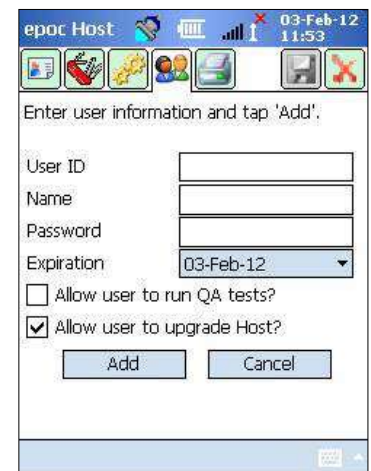 epoc Host
03-Feb-12
11:53
Enter user information and tap 'Add'.
User ID
Name
Password
Expiration 03-Feb-12
Allow user to run QA tests?
Allow user to upgrade Host?
Add Cancel